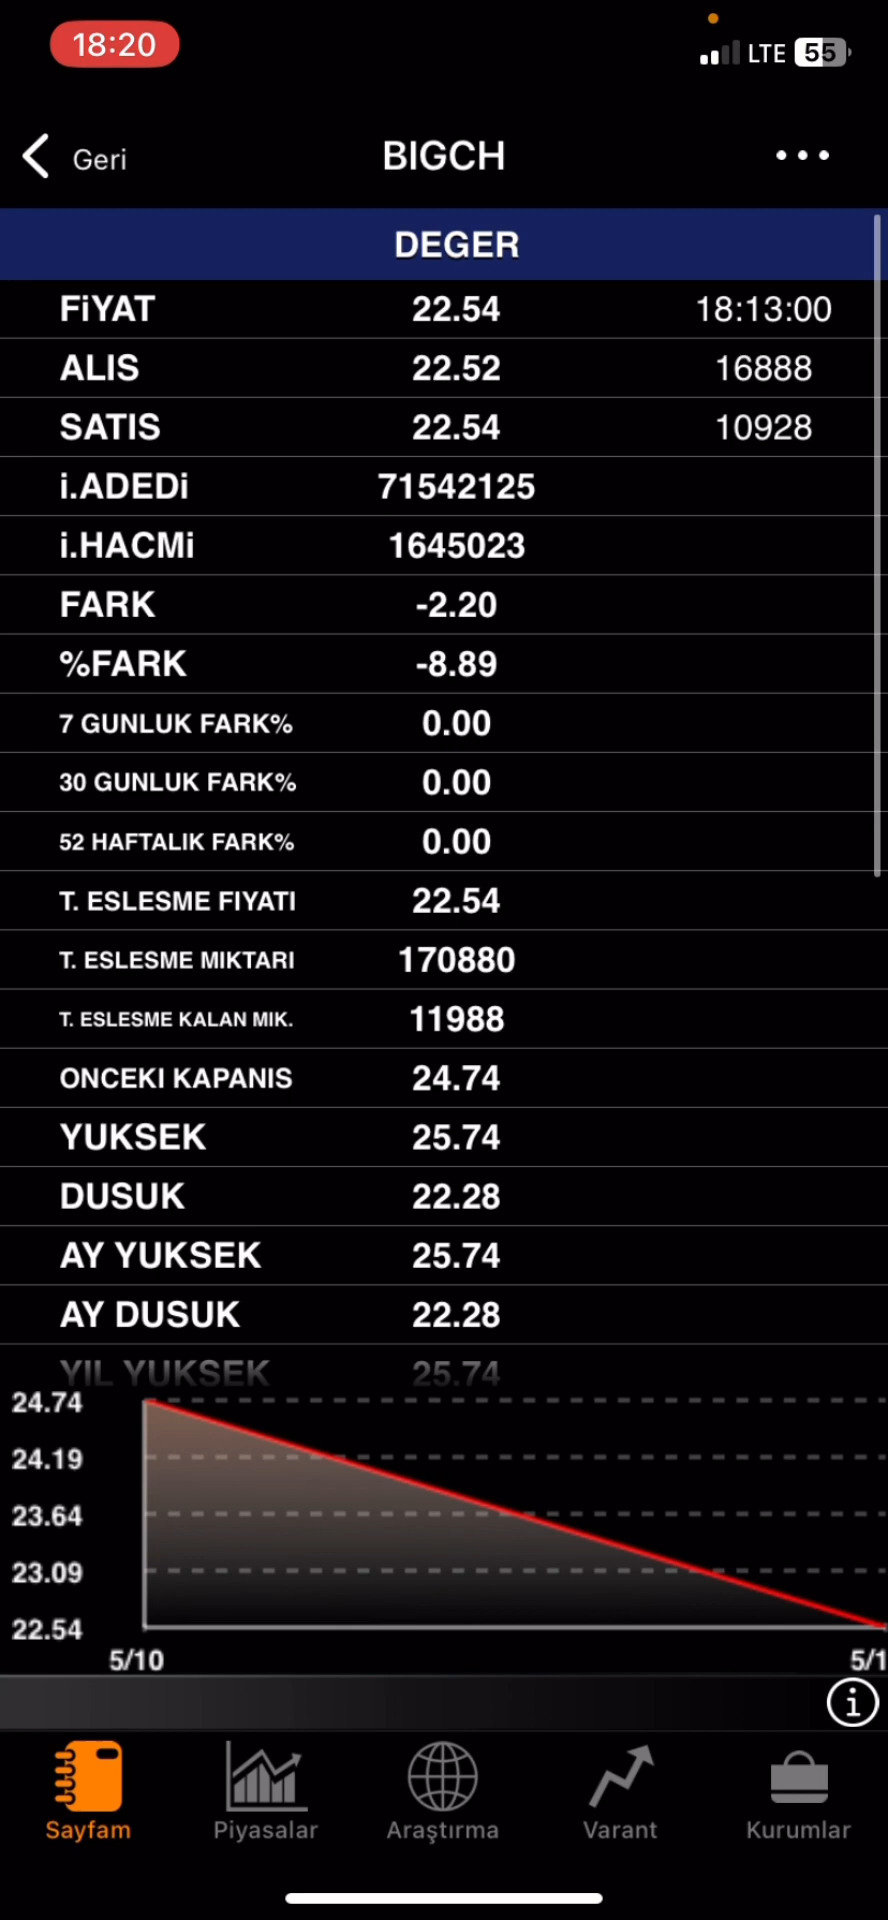 18:20
LTE 55
Geri
BIGCH
DEGER
FiYAT 22.54 18:13:00
ALIS 22.52 16888
SATIS 22.54 10928
i.ADEDi 71542125
i.HACMi 1645023
FARK -2.20
%FARK -8.89
7 GUNLUK FARK% 0.00
30 GUNLUK FARK% 0.00
52 HAFTALIK FARK% 0.00
T. ESLESME FIYATI 22.54
T. ESLESME MIKTARI 170880
T. ESLESME KALAN MIK. 11988
ONCEKI KAPANIS 24.74
YUKSEK 25.74
DUSUK 22.28
AY YUKSEK 25.74
AY DUSUK 22.28
YIL YUKSEK 25.74
24.74
24.19
23.64
23.09
22.54
5/10 5/1
i
Sayfam Piyasalar Araştırma Varant Kurumlar